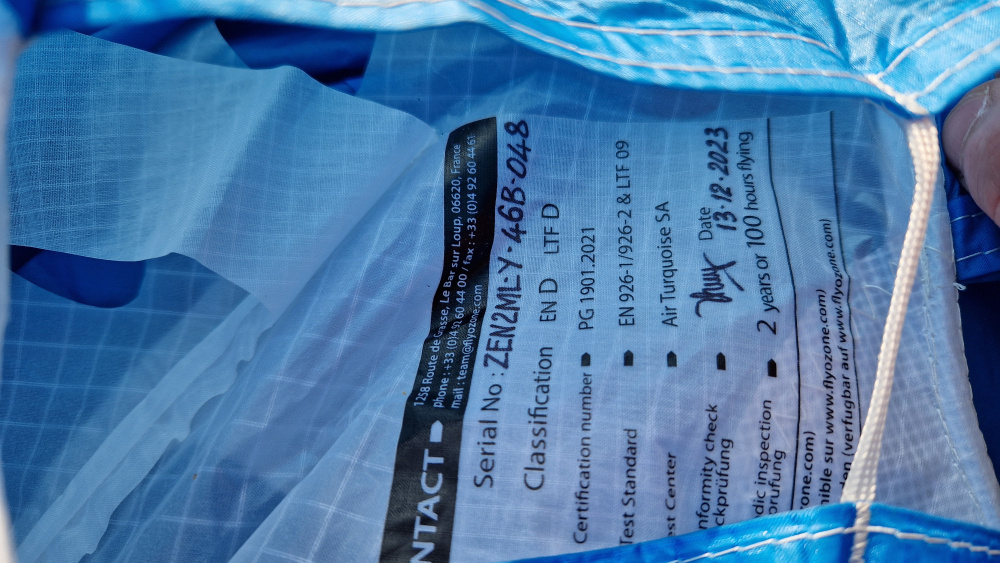 NTACT 1258 Route de Grasse, Le Bar sur Loup, 06620, France
phone : +33 (0)4 60 44 00 / fax : +33 (0)4 92 60 44 61
mail : team@flyozone.com
Serial No : ZEN2MLY·46B·048
Classification EN D LTF D
Certification number PG 1901.2021
Test Standard EN 926-1/926-2 & LTF 09
est Center Air Turquoise SA
nformity check Date
ckprüfung 13·12·2023
dic inspection 2 years or 100 hours flying
prüfung
one.com)
nible sur www.flyozone.com)
den (verfugbar auf www.flyozone.com)